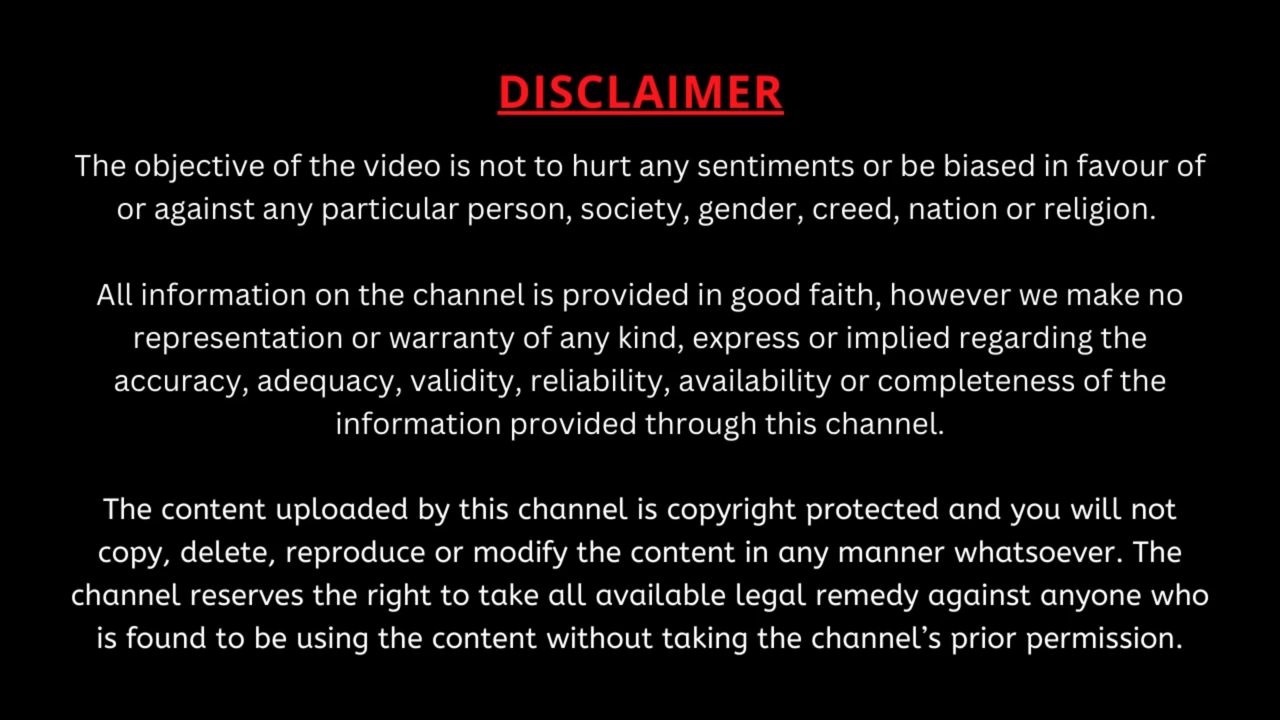 DISCLAIMER
The objective of the video is not to hurt any sentiments or be biased in favour of
or against any particular person, society, gender, creed, nation or religion.
All information on the channel is provided in good faith, however we make no
representation or warranty of any kind, express or implied regarding the
accuracy, adequacy, validity, reliability, availability or completeness of the
information provided through this channel.
The content uploaded by this channel is copyright protected and you will not
copy, delete, reproduce or modify the content in any manner whatsoever. The
channel reserves the right to take all available legal remedy against anyone who
is found to be using the content without taking the channel’s prior permission.